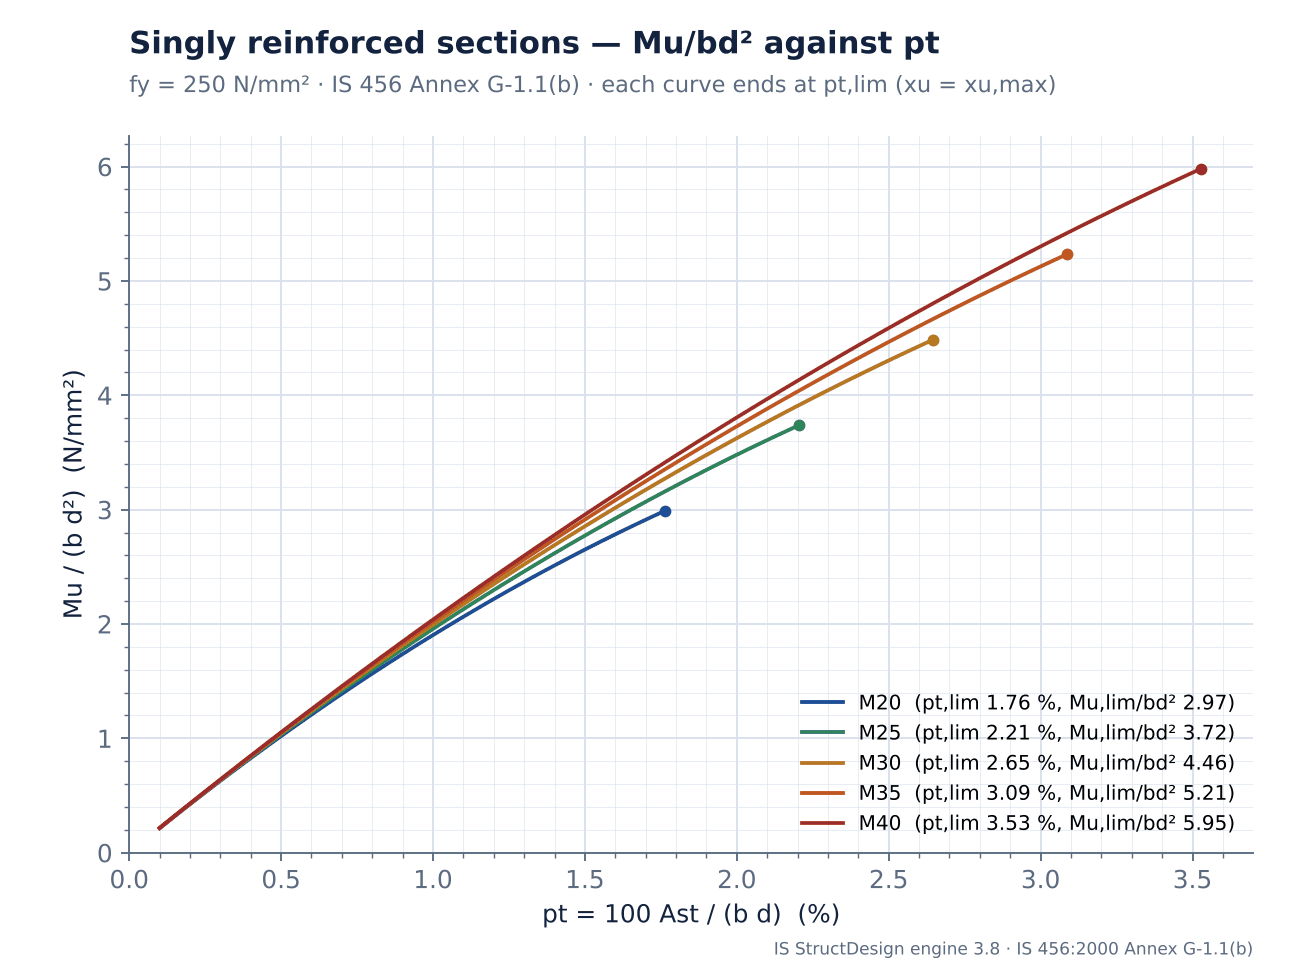 Singly reinforced sections — Mu/bd² against pt
fy = 250 N/mm² · IS 456 Annex G-1.1(b) · each curve ends at pt,lim (xu = xu,max)
Mu / (b d²)  (N/mm²)
6
5
4
3
2
1
0
M20  (pt,lim 1.76 %, Mu,lim/bd² 2.97)
M25  (pt,lim 2.21 %, Mu,lim/bd² 3.72)
M30  (pt,lim 2.65 %, Mu,lim/bd² 4.46)
M35  (pt,lim 3.09 %, Mu,lim/bd² 5.21)
M40  (pt,lim 3.53 %, Mu,lim/bd² 5.95)
0.0 0.5 1.0 1.5 2.0 2.5 3.0 3.5
pt = 100 Ast / (b d)  (%)
IS StructDesign engine 3.8 · IS 456:2000 Annex G-1.1(b)